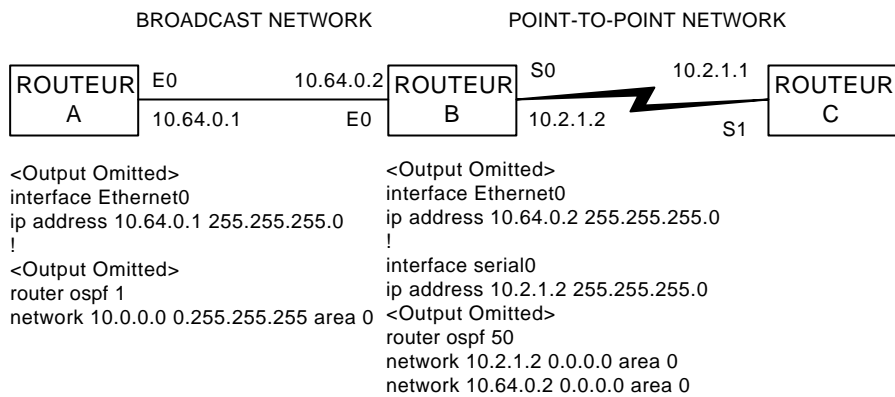 BROADCAST NETWORK
POINT-TO-POINT NETWORK
ROUTEUR
A
E0
10.64.0.1
10.64.0.2
E0
ROUTEUR
B
S0
10.2.1.2
10.2.1.1
S1
ROUTEUR
C
<Output Omitted>
interface Ethernet0
ip address 10.64.0.1 255.255.255.0
!
<Output Omitted>
router ospf 1
network 10.0.0.0 0.255.255.255 area 0
<Output Omitted>
interface Ethernet0
ip address 10.64.0.2 255.255.255.0
!
interface serial0
ip address 10.2.1.2 255.255.255.0
<Output Omitted>
router ospf 50
network 10.2.1.2 0.0.0.0 area 0
network 10.64.0.2 0.0.0.0 area 0